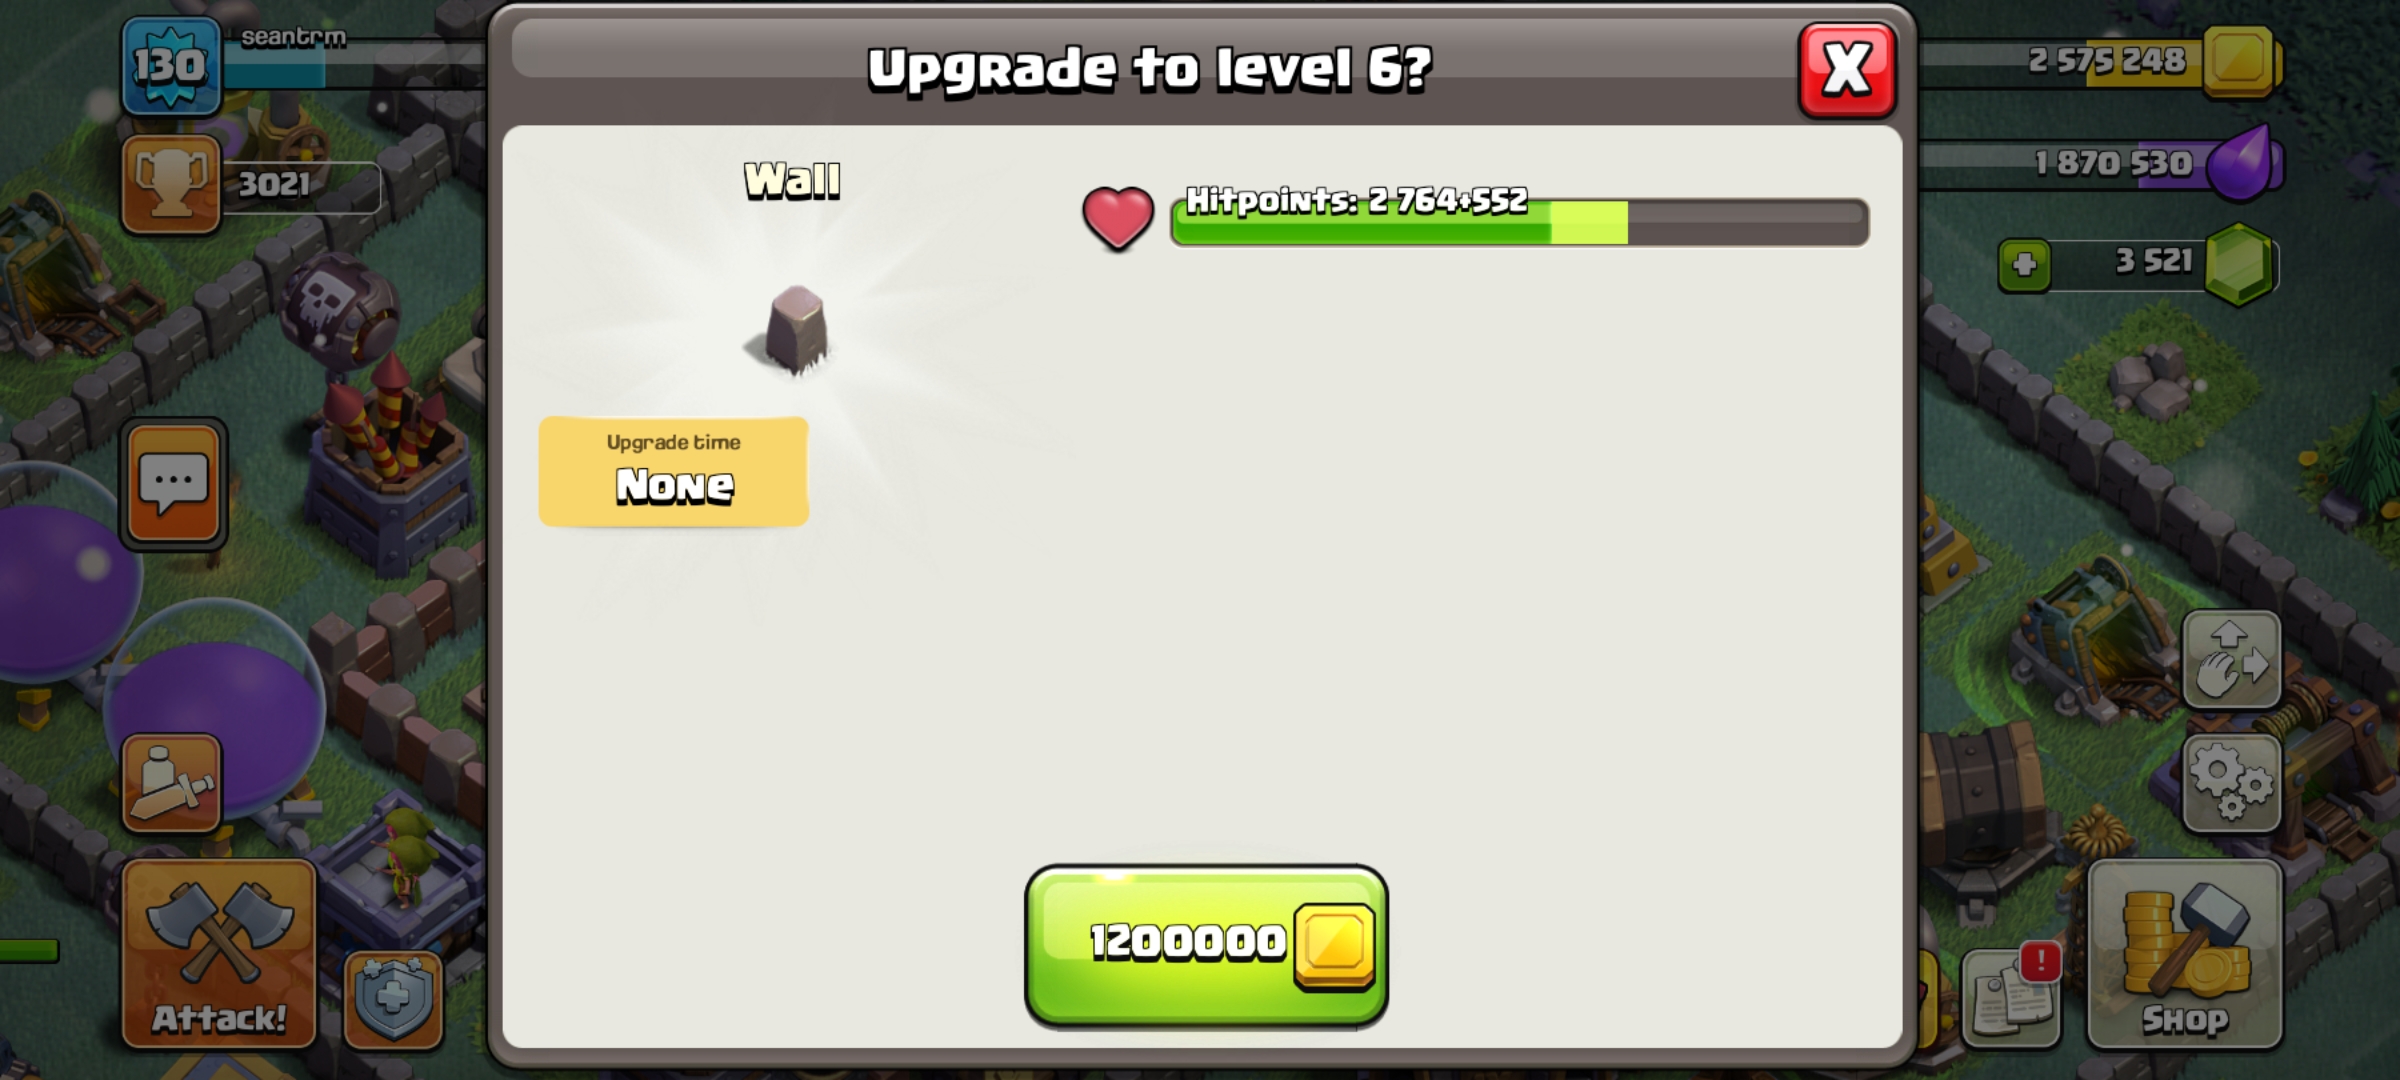 130
seantrm
Upgrade to level 6?
X
2 575 248
3021
Wall
Hitpoints: 2 764+552
1 870 530
3 521
Upgrade time
None
1200000
!
Attack!
Shop